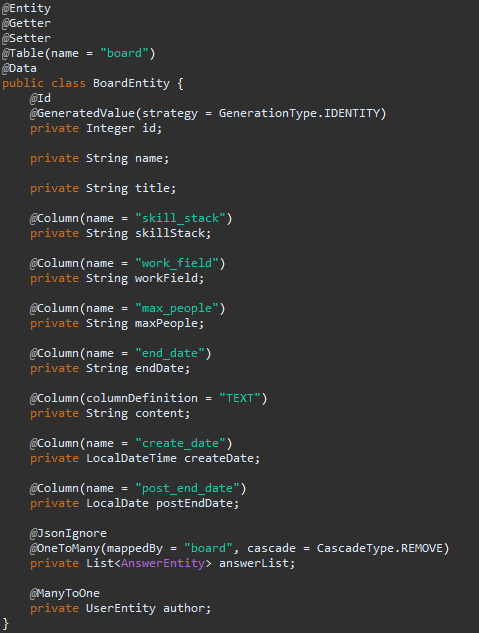 @Entity
@Getter
@Setter
@Table(name = "board")
@Data
public class BoardEntity {
    @Id
    @GeneratedValue(strategy = GenerationType.IDENTITY)
    private Integer id;

    private String name;

    private String title;

    @Column(name = "skill_stack")
    private String skillStack;

    @Column(name = "work_field")
    private String workField;

    @Column(name = "max_people")
    private String maxPeople;

    @Column(name = "end_date")
    private String endDate;

    @Column(columnDefinition = "TEXT")
    private String content;

    @Column(name = "create_date")
    private LocalDateTime createDate;

    @Column(name = "post_end_date")
    private LocalDate postEndDate;

    @JsonIgnore
    @OneToMany(mappedBy = "board", cascade = CascadeType.REMOVE)
    private List<AnswerEntity> answerList;

    @ManyToOne
    private UserEntity author;
}